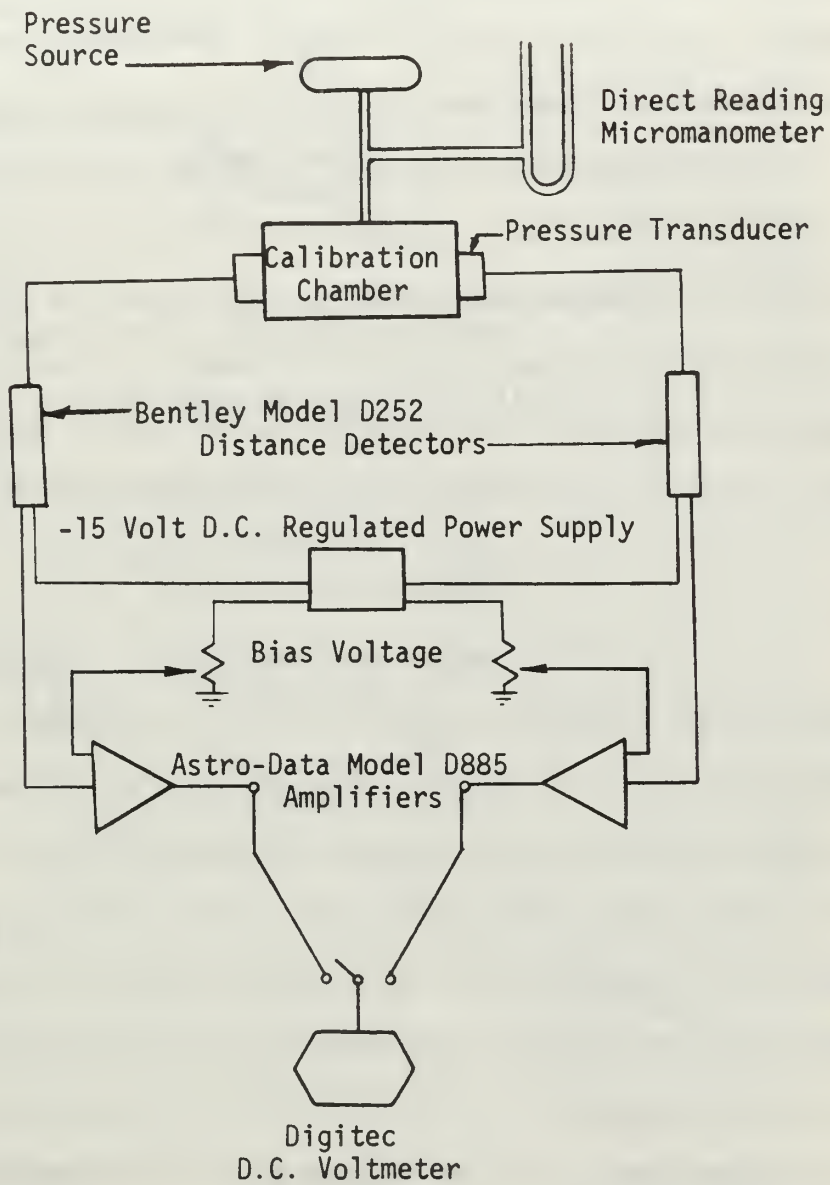 Pressure
Source
Direct Reading
Micromanometer
Pressure Transducer
Calibration
Chamber
Bentley Model D252
Distance Detectors
-15 Volt D.C. Regulated Power Supply
Bias Voltage
Astro-Data Model D885
Amplifiers
Digitec
D.C. Voltmeter